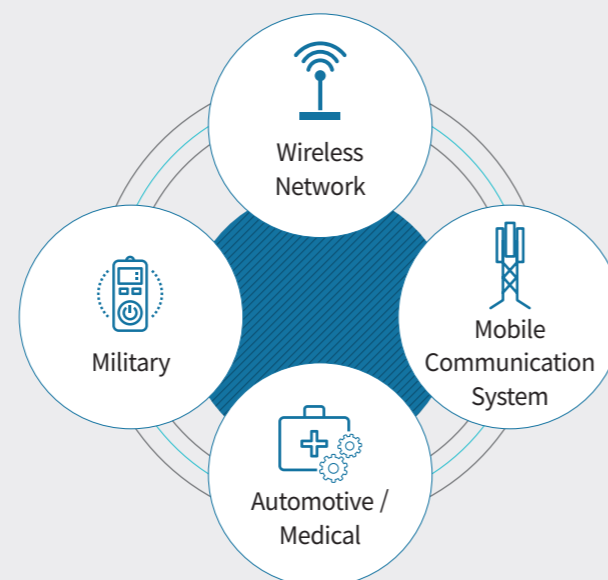 Wireless
Network
Military
Mobile
Communication
System
Automotive /
Medical